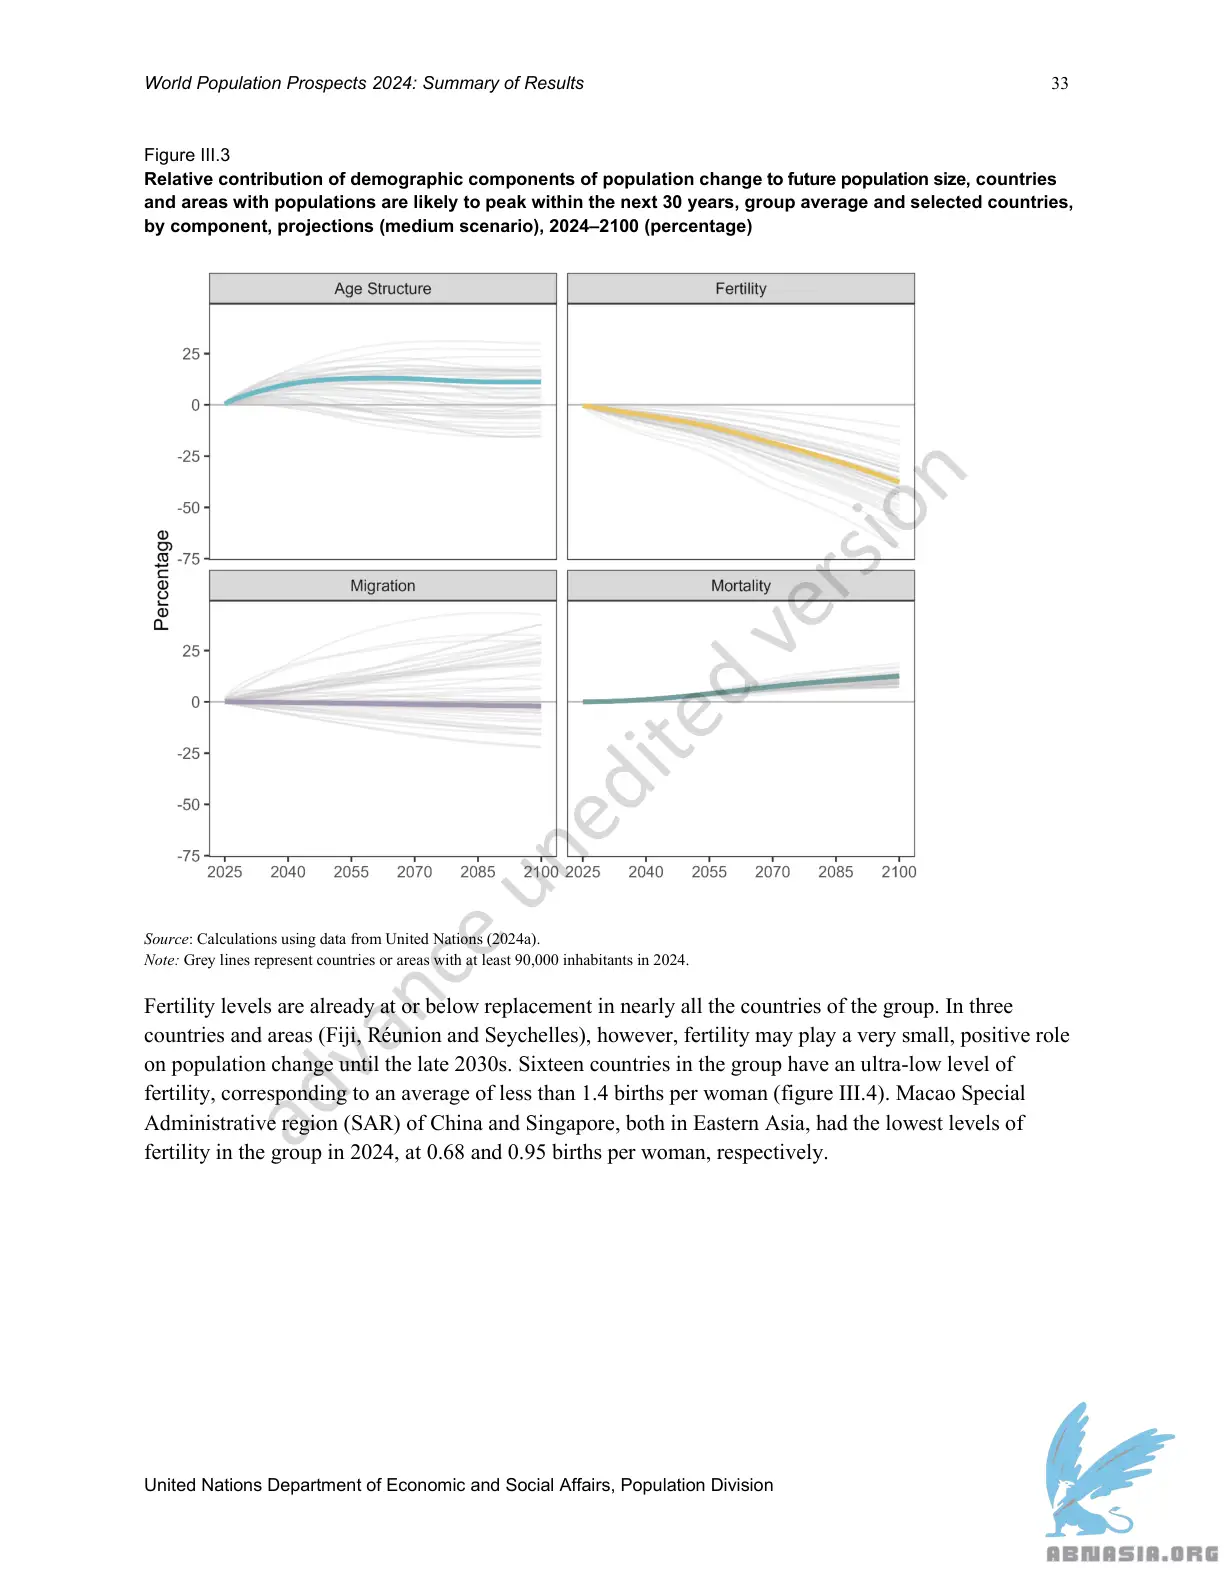 World Population Prospects 2024: Summary of Results 33
Figure III.3
Relative contribution of demographic components of population change to future population size, countries
and areas with populations are likely to peak within the next 30 years, group average and selected countries,
by component, projections (medium scenario), 2024–2100 (percentage)
Age Structure Fertility
25
0
-25
-50
-75
Percentage
Migration Mortality
25
0
-25
-50
-75
2025 2040 2055 2070 2085 2100 2025 2040 2055 2070 2085 2100
advance unedited version
Source: Calculations using data from United Nations (2024a).
Note: Grey lines represent countries or areas with at least 90,000 inhabitants in 2024.
Fertility levels are already at or below replacement in nearly all the countries of the group. In three
countries and areas (Fiji, Réunion and Seychelles), however, fertility may play a very small, positive role
on population change until the late 2030s. Sixteen countries in the group have an ultra-low level of
fertility, corresponding to an average of less than 1.4 births per woman (figure III.4). Macao Special
Administrative region (SAR) of China and Singapore, both in Eastern Asia, had the lowest levels of
fertility in the group in 2024, at 0.68 and 0.95 births per woman, respectively.
United Nations Department of Economic and Social Affairs, Population Division
ABNASIA.ORG